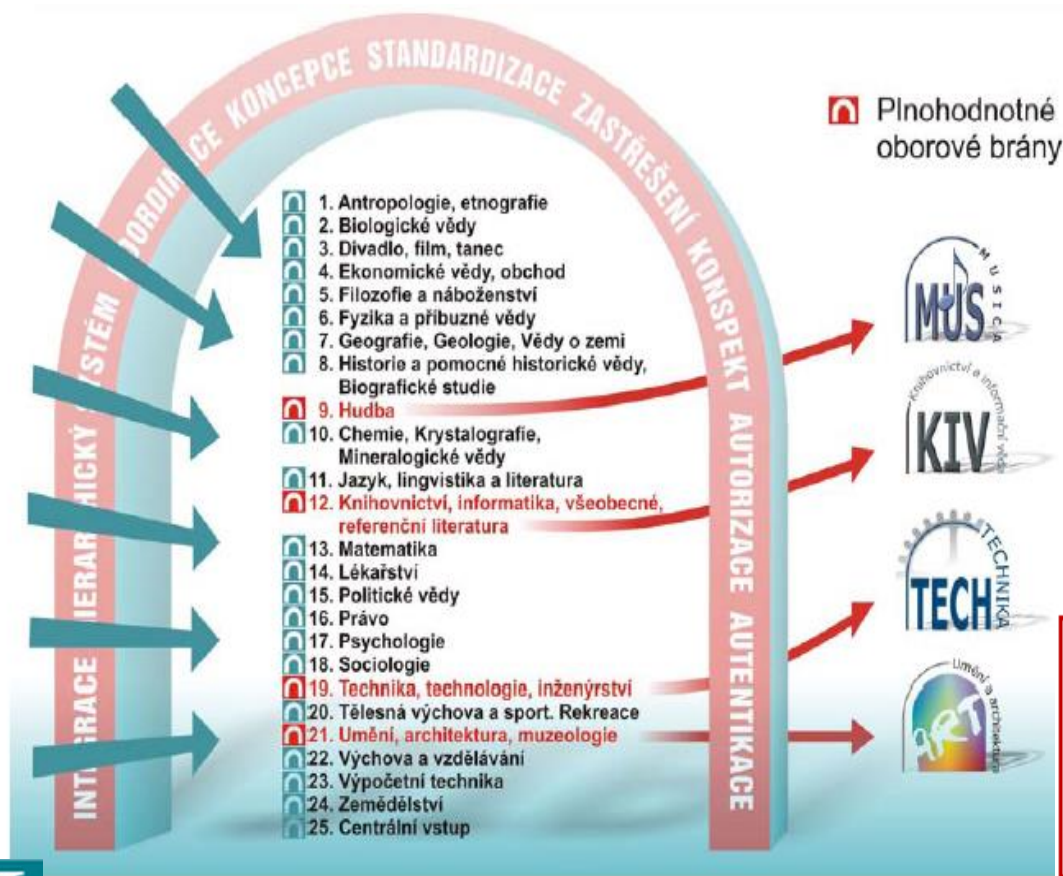 INTEGRACE HIERARCHICKÝ SYSTÉM KOORDINACE KONCEPCE STANDARDIZACE ZASTŘEŠENÍ KONSPEKT AUTORIZACE AUTENTIKACE
Plnohodnotné
oborové brány
1. Antropologie, etnografie
2. Biologické vědy
3. Divadlo, film, tanec
4. Ekonomické vědy, obchod
5. Filozofie a náboženství
6. Fyzika a příbuzné vědy
7. Geografie, Geologie, Vědy o zemi
8. Historie a pomocné historické vědy,
Biografické studie
9. Hudba
10. Chemie, Krystalografie,
Mineralogické vědy
11. Jazyk, lingvistika a literatura
12. Knihovnictví, informatika, všeobecné,
referenční literatura
13. Matematika
14. Lékařství
15. Politické vědy
16. Právo
17. Psychologie
18. Sociologie
19. Technika, technologie, inženýrství
20. Tělesná výchova a sport. Rekreace
21. Umění, architektura, muzeologie
22. Výchova a vzdělávání
23. Výpočetní technika
24. Zemědělství
25. Centrální vstup
MUS
MUSICA
Knihovnictví a informační vědy
KIV
TECH
TECHNIKA
Umění a architektura
ART